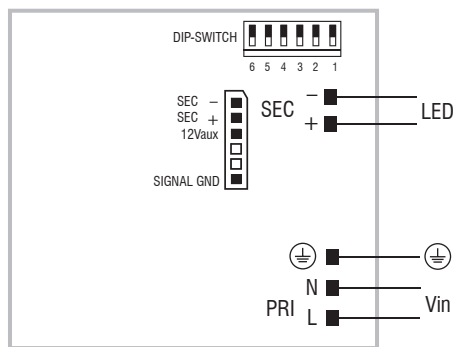 DIP-SWITCH
6 5 4 3 2 1
SEC −
SEC +
12Vaux
SIGNAL GND
SEC
−
+
LED
N
PRI
L
Vin